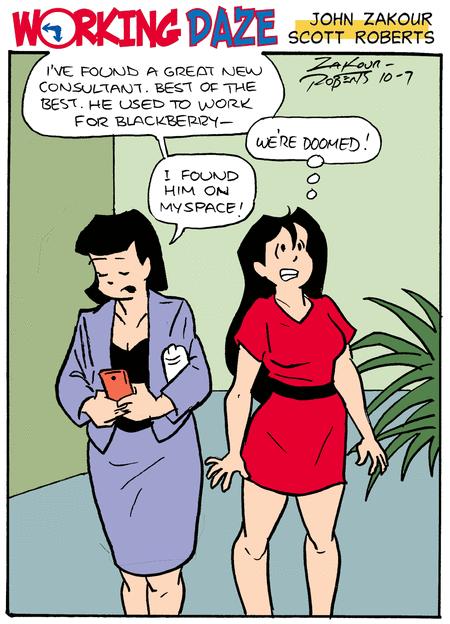 WORKING DAZE
JOHN ZAKOUR
SCOTT ROBERTS
ZAKOUR–
ROBERTS 10-7
I'VE FOUND A GREAT NEW
CONSULTANT. BEST OF THE
BEST. HE USED TO WORK
FOR BLACKBERRY—
WE'RE DOOMED!
I FOUND
HIM ON
MYSPACE!